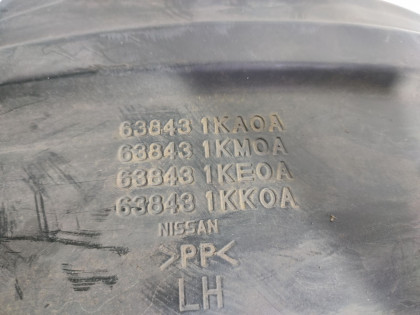 63843 1KA0A
63843 1KM0A
63843 1KE0A
63843 1KK0A
NISSAN
>PP<
LH